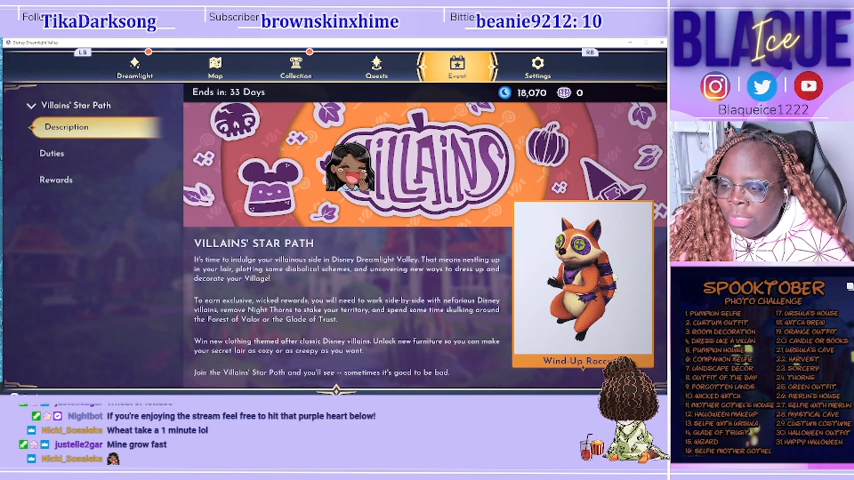 TikaDarksong
Subscriber
brownskinxhime
beanie9212: 10
Disney Dreamlight Valley
LB
RB
Dreamlight
Map
Collection
Quests
Event
Settings
Villains' Star Path
Description
Duties
Rewards
Ends in: 33 Days
18,070
0
VILLAINS
VILLAINS' STAR PATH
It's time to indulge your villainous side in Disney Dreamlight Valley. That means nestling up
in your lair, plotting some diabolical schemes, and uncovering new ways to dress up and
decorate your Village!
To earn exclusive, wicked rewards, you will need to work side-by-side with nefarious Disney
villains, remove Night Thorns to stake your territory, and spend some time skulking around
the Forest of Valor or the Glade of Trust.
Win new clothing themed after classic Disney villains. Unlock new furniture so you can make
your secret lair as cozy or as creepy as you want.
Join the Villains' Star Path and you'll see -- sometimes it's good to be bad.
Wind-Up
Nightbot If you're enjoying the stream feel free to hit that purple heart below!
Wheat take a 1 minute lol
justelle2gar Mine grow fast
BLAQUE
Ice
Blaqueice1222
SPOOKTOBER
PHOTO CHALLENGE
1. PUMPKIN SELFIE
2. CUSTOM OUTFIT
3. ROOM DECORATION
4. DRESS LIKE A VILLAN
5. PUMPKIN HOUSE
6. COMPANION SELFIE
7. LANDSCAPE DECOR
8. OUTFIT OF THE DAY
9. FORGOTTEN LANDS
10. WICKED WITCH
11. MOTHER GOTHEL'S HOUSE
12. HALLOWEEN MAKEUP
13. SELFIE WITH URSULA
14. GLADE OF TRUST
15. WIZARD
16. SELFIE MOTHER GOTHEL
17. URSULA'S HOUSE
18. WITCH BREW
19. ORANGE OUTFIT
20. CANDLE OR BOOKS
21. URSULA'S CAVE
22. HARVEST
23. SORCERY
24. THORNS
25. GREEN OUTFIT
26. MERLIN'S HOUSE
27. SELFIE WITH MERLIN
28. MYSTICAL CAVE
29. CUSTOM COSTUME
30. HALLOWEEN OUTFIT
31. HAPPY HALLOWEEN